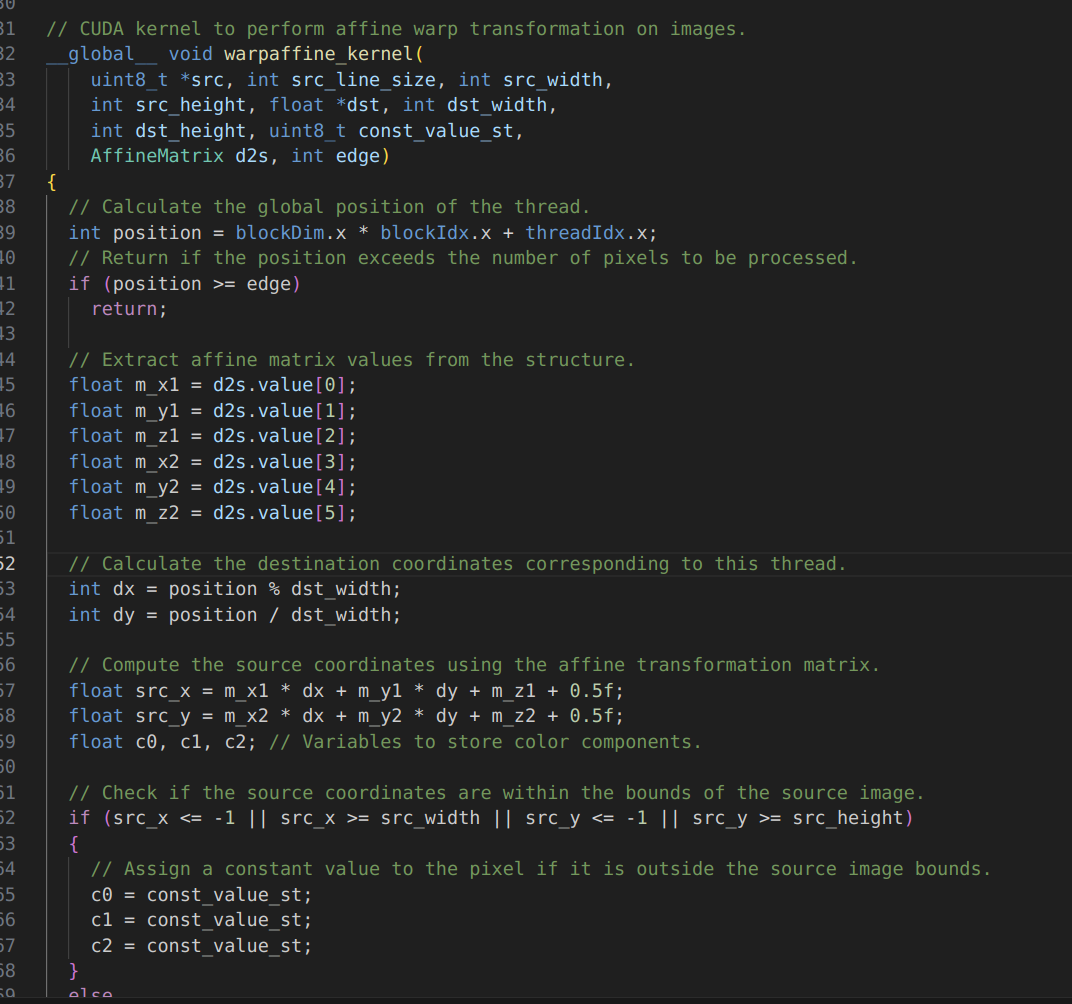 30
31 // CUDA kernel to perform affine warp transformation on images.
32 __global__ void warpaffine_kernel(
33 uint8_t *src, int src_line_size, int src_width,
34 int src_height, float *dst, int dst_width,
35 int dst_height, uint8_t const_value_st,
36 AffineMatrix d2s, int edge)
37 {
38 // Calculate the global position of the thread.
39 int position = blockDim.x * blockIdx.x + threadIdx.x;
40 // Return if the position exceeds the number of pixels to be processed.
41 if (position >= edge)
42 return;
43
44 // Extract affine matrix values from the structure.
45 float m_x1 = d2s.value[0];
46 float m_y1 = d2s.value[1];
47 float m_z1 = d2s.value[2];
48 float m_x2 = d2s.value[3];
49 float m_y2 = d2s.value[4];
50 float m_z2 = d2s.value[5];
51
52 // Calculate the destination coordinates corresponding to this thread.
53 int dx = position % dst_width;
54 int dy = position / dst_width;
55
56 // Compute the source coordinates using the affine transformation matrix.
57 float src_x = m_x1 * dx + m_y1 * dy + m_z1 + 0.5f;
58 float src_y = m_x2 * dx + m_y2 * dy + m_z2 + 0.5f;
59 float c0, c1, c2; // Variables to store color components.
60
61 // Check if the source coordinates are within the bounds of the source image.
62 if (src_x <= -1 || src_x >= src_width || src_y <= -1 || src_y >= src_height)
63 {
64 // Assign a constant value to the pixel if it is outside the source image bounds.
65 c0 = const_value_st;
66 c1 = const_value_st;
67 c2 = const_value_st;
68 }
69 else